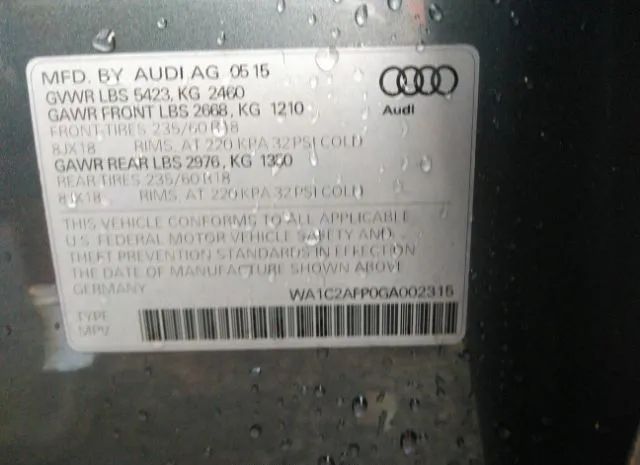 MFD. BY AUDI AG 05 15
GVWR LBS 5423, KG 2460
GAWR FRONT LBS 2668, KG 1210
FRONT TIRES 235/60 R18
8JX18 RIMS, AT 220 KPA 32 PSI (COLD)
GAWR REAR LBS 2976, KG 1350
REAR TIRES 235/60 R18
8JX18 RIMS, AT 220 KPA 32 PSI (COLD)
Audi
THIS VEHICLE CONFORMS TO ALL APPLICABLE
U.S. FEDERAL MOTOR VEHICLE SAFETY AND
THEFT PREVENTION STANDARDS IN EFFECT ON
THE DATE OF MANUFACTURE SHOWN ABOVE.
GERMANY WA1C2AFP0GA002315
TYPE
MPV